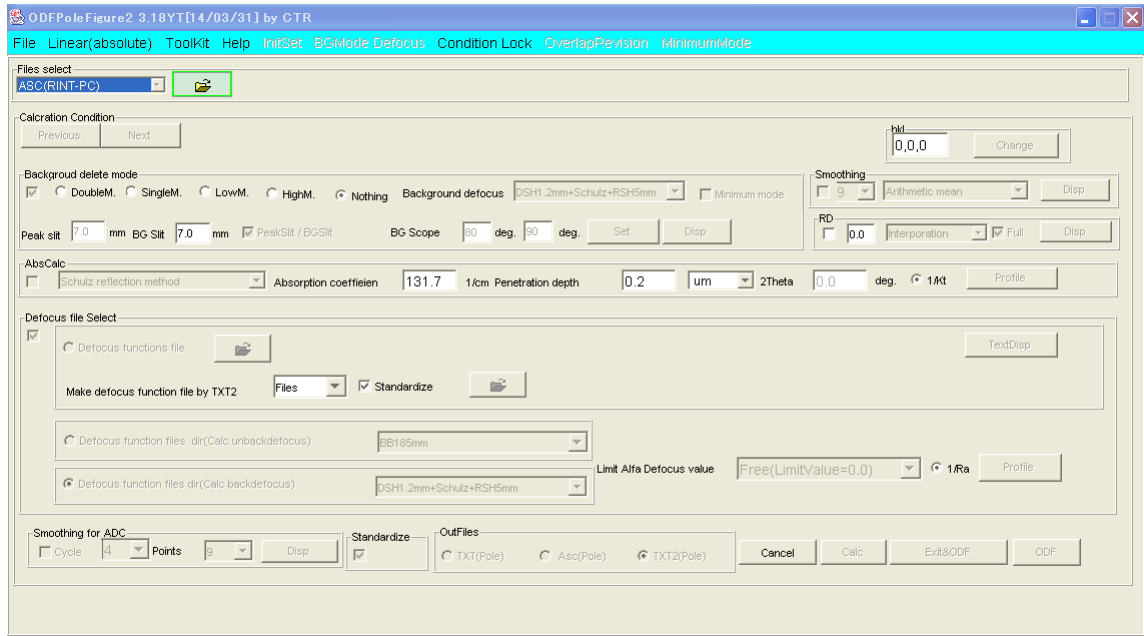 ODFPoleFigure2 3.18YT[14/03/31] by CTR
File Linear(absolute) ToolKit Help InitSet BGMode Defocus Condition Lock OverlapRevision MinimumMode
Files select
ASC(RINT-PC)
Calcration Condition
Previous Next
hkl
0,0,0 Change
Backgroud delete mode
DoubleM. SingleM. LowM. HighM. Nothing Background defocus DSH1.2mm+Schulz+RSH5mm Minimum mode
Peak slit 7.0 mm BG Slit 7.0 mm PeakSlit / BGSlit BG Scope 80 deg. 90 deg. Set Disp
Smoothing
9 Arithmetic mean Disp
RD
0.0 Interporation Full Disp
AbsCalc
Schulz reflection method Absorption coeffieien 131.7 1/cm Penetration depth 0.2 um 2Theta 0.0 deg. 1/Kt Profile
Defocus file Select
Defocus functions file TextDisp
Make defocus function file by TXT2 Files Standardize
Defocus function files dir(Calc unbackdefocus) BB185mm
Defocus function files dir(Calc backdefocus) DSH1.2mm+Schulz+RSH5mm
Limit Alfa Defocus value Free(LimitValue=0.0) 1/Ra Profile
Smoothing for ADC
Cycle 4 Points 9 Disp
Standardize
OutFiles
TXT(Pole) Asc(Pole) TXT2(Pole)
Cancel Calc Exit&ODF ODF